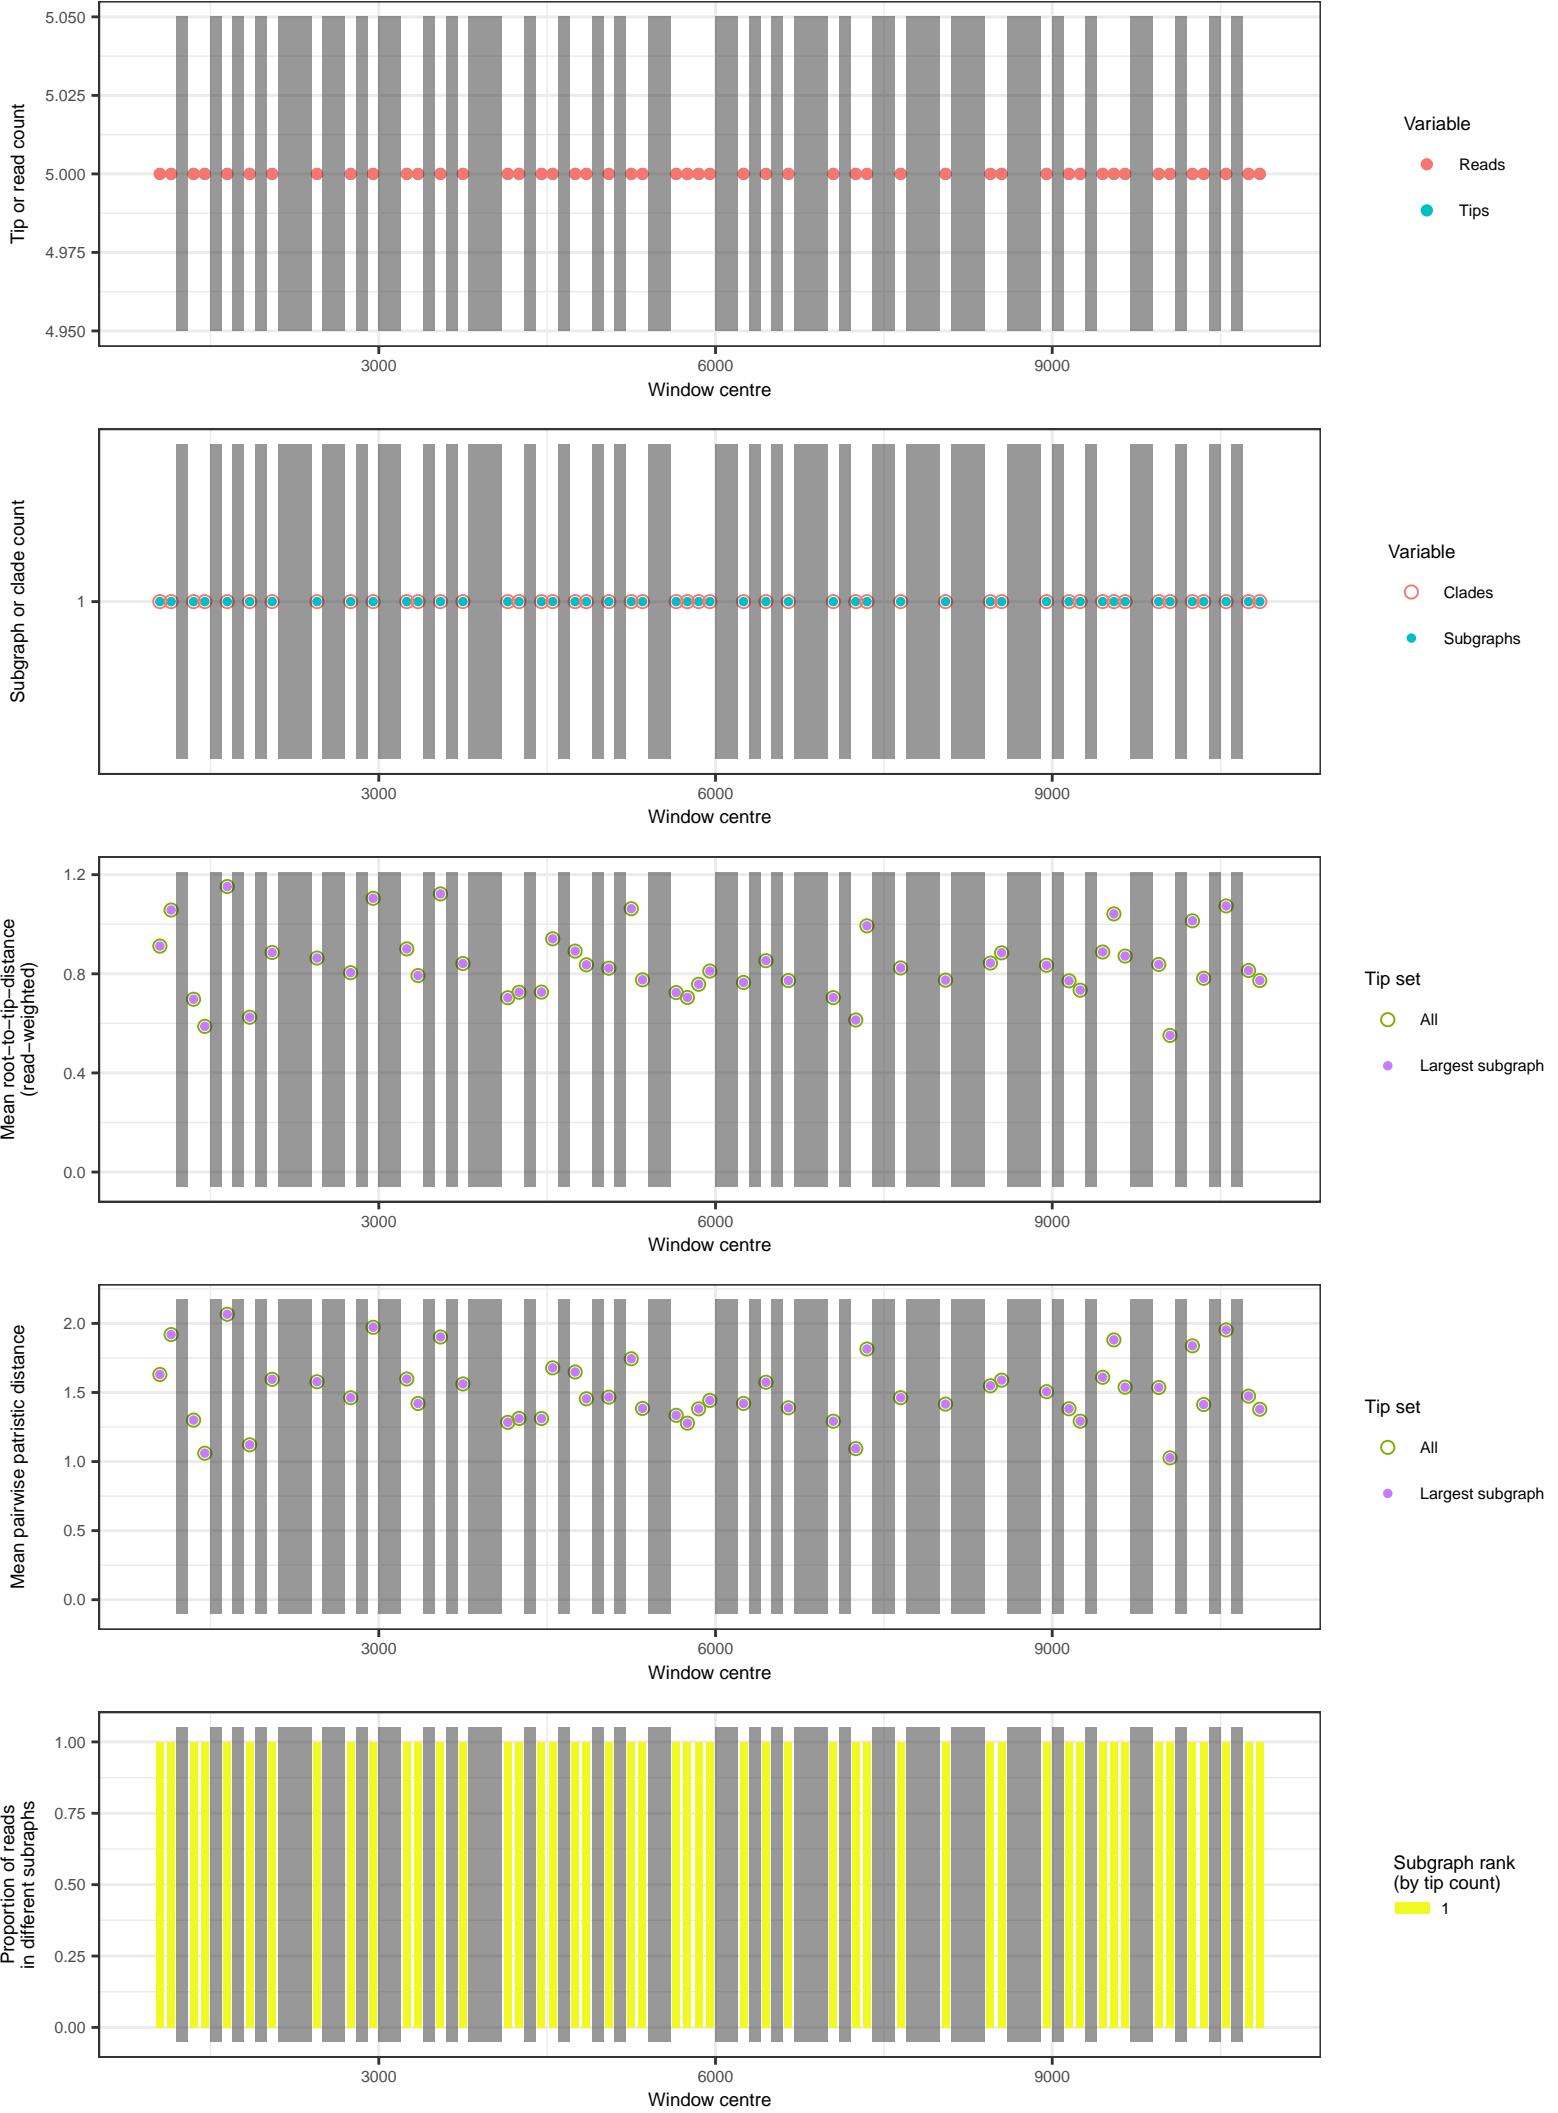 5.050
5.025
5.000
4.975
4.950
Tip or read count
3000 6000 9000
Window centre
Variable
Reads
Tips
1
Subgraph or clade count
3000 6000 9000
Window centre
Variable
Clades
Subgraphs
1.2
0.8
0.4
0.0
Mean root−to−tip−distance
(read−weighted)
3000 6000 9000
Window centre
Tip set
All
Largest subgraph
2.0
1.5
1.0
0.5
0.0
Mean pairwise patristic distance
3000 6000 9000
Window centre
Tip set
All
Largest subgraph
1.00
0.75
0.50
0.25
0.00
Proportion of reads
in different subraphs
3000 6000 9000
Window centre
Subgraph rank
(by tip count)
1